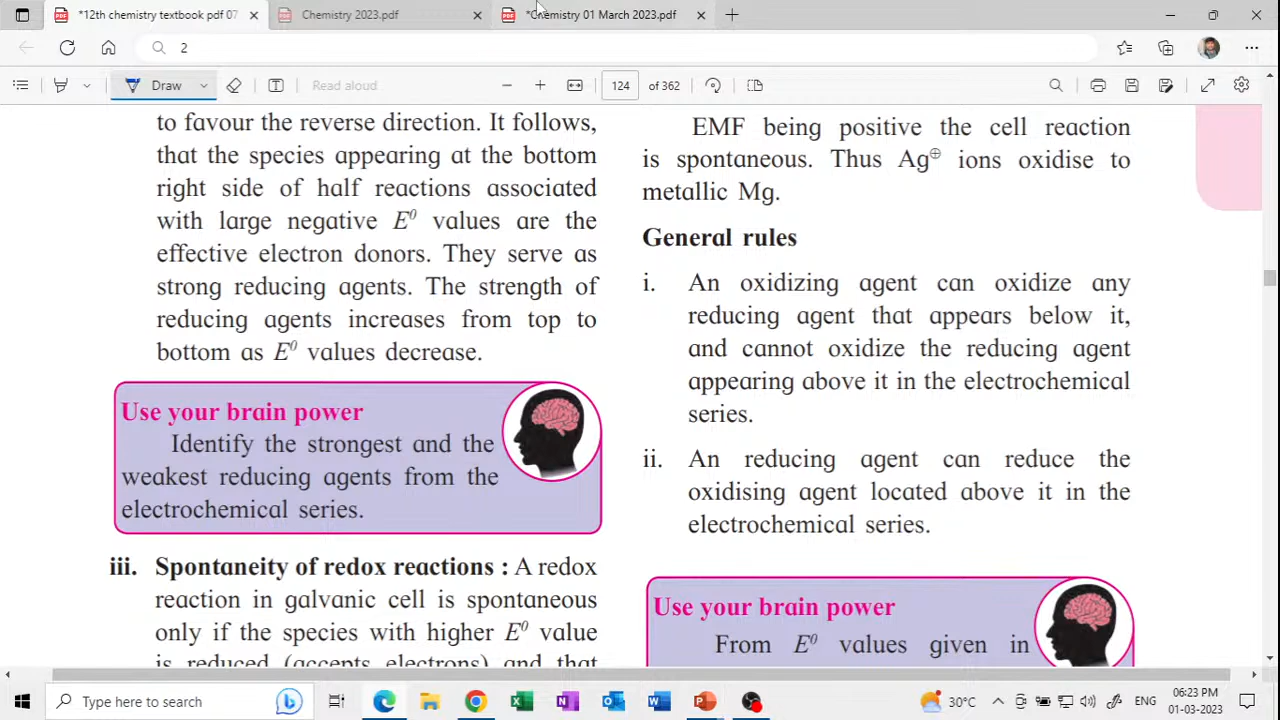 *12th chemistry textbook pdf 07
Chemistry 2023.pdf
*Chemistry 01 March 2023.pdf
2
Draw
Read aloud
124 of 362
to favour the reverse direction. It follows,
that the species appearing at the bottom
right side of half reactions associated
with large negative E⁰ values are the
effective electron donors. They serve as
strong reducing agents. The strength of
reducing agents increases from top to
bottom as E⁰ values decrease.
Use your brain power
Identify the strongest and the
weakest reducing agents from the
electrochemical series.
iii. Spontaneity of redox reactions : A redox
reaction in galvanic cell is spontaneous
only if the species with higher E⁰ value
is reduced (accepts electrons) and that
EMF being positive the cell reaction
is spontaneous. Thus Ag⊕ ions oxidise to
metallic Mg.
General rules
i. An oxidizing agent can oxidize any
reducing agent that appears below it,
and cannot oxidize the reducing agent
appearing above it in the electrochemical
series.
ii. An reducing agent can reduce the
oxidising agent located above it in the
electrochemical series.
Use your brain power
From E⁰ values given in
Type here to search
30°C
ENG
06:23 PM
01-03-2023